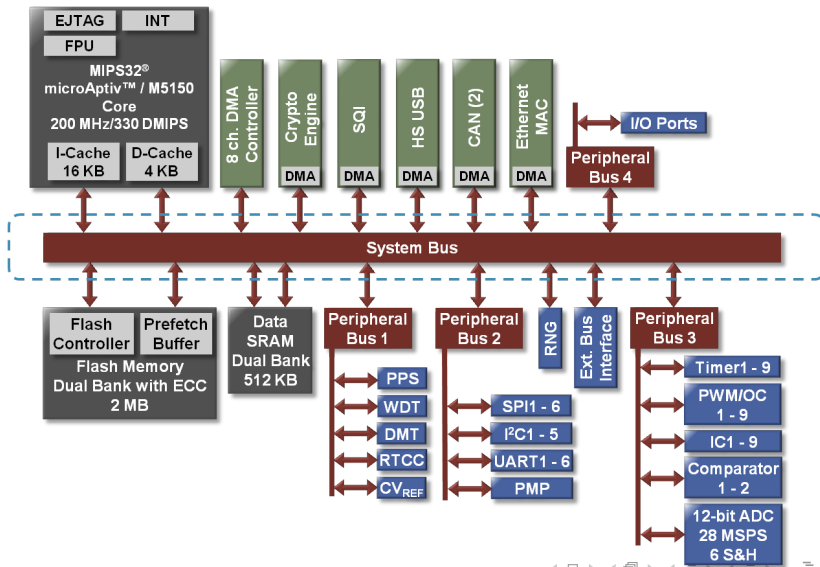 EJTAG
INT
FPU
MIPS32®
microAptiv™ / M5150
Core
200 MHz/330 DMIPS
I-Cache
16 KB
D-Cache
4 KB
8 ch. DMA
Controller
Crypto
Engine
DMA
SQI
DMA
HS USB
DMA
CAN (2)
DMA
Ethernet
MAC
DMA
I/O Ports
Peripheral
Bus 4
System Bus
Flash
Controller
Prefetch
Buffer
Flash Memory
Dual Bank with ECC
2 MB
Data
SRAM
Dual Bank
512 KB
Peripheral
Bus 1
PPS
WDT
DMT
RTCC
CVREF
Peripheral
Bus 2
SPI1 - 6
I²C1 - 5
UART1 - 6
PMP
RNG
Ext. Bus
Interface
Peripheral
Bus 3
Timer1 - 9
PWM/OC
1 - 9
IC1 - 9
Comparator
1 - 2
12-bit ADC
28 MSPS
6 S&H